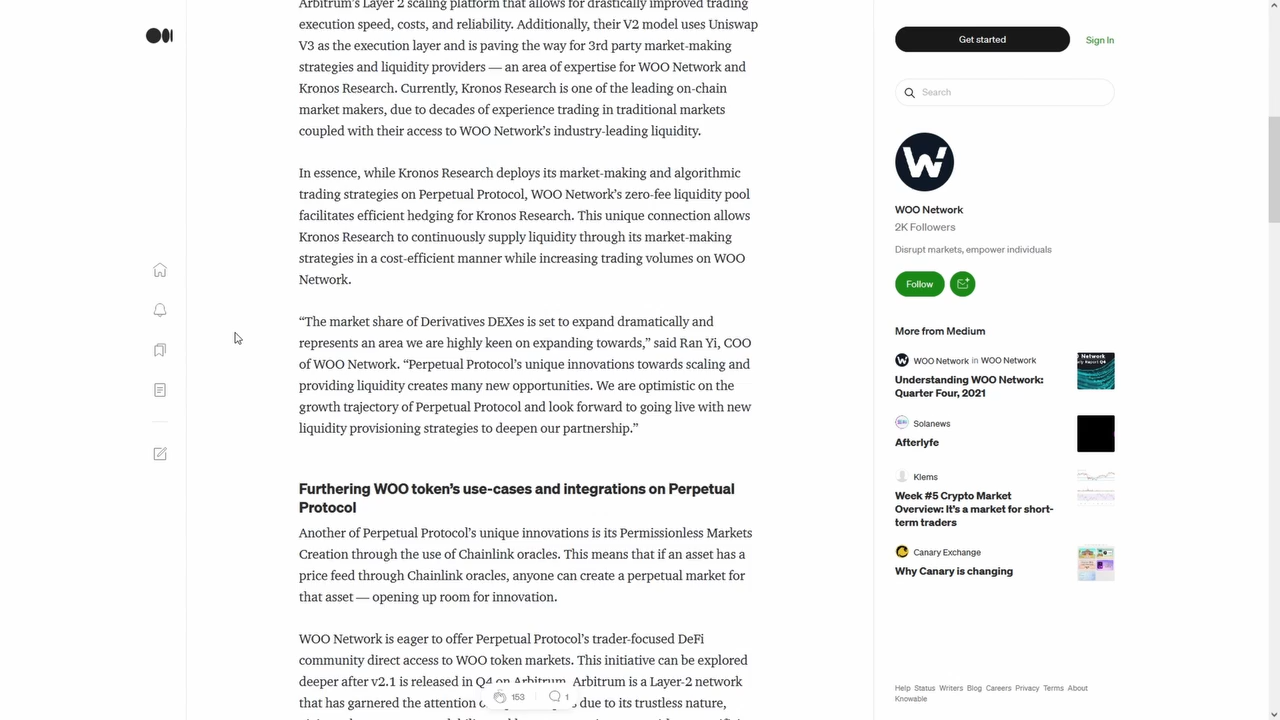 Arbitrum's Layer 2 scaling platform that allows for drastically improved trading
execution speed, costs, and reliability. Additionally, their V2 model uses Uniswap
V3 as the execution layer and is paving the way for 3rd party market-making
strategies and liquidity providers — an area of expertise for WOO Network and
Kronos Research. Currently, Kronos Research is one of the leading on-chain
market makers, due to decades of experience trading in traditional markets
coupled with their access to WOO Network's industry-leading liquidity.
In essence, while Kronos Research deploys its market-making and algorithmic
trading strategies on Perpetual Protocol, WOO Network's zero-fee liquidity pool
facilitates efficient hedging for Kronos Research. This unique connection allows
Kronos Research to continuously supply liquidity through its market-making
strategies in a cost-efficient manner while increasing trading volumes on WOO
Network.
“The market share of Derivatives DEXes is set to expand dramatically and
represents an area we are highly keen on expanding towards,” said Ran Yi, COO
of WOO Network. “Perpetual Protocol's unique innovations towards scaling and
providing liquidity creates many new opportunities. We are optimistic on the
growth trajectory of Perpetual Protocol and look forward to going live with new
liquidity provisioning strategies to deepen our partnership.”
Furthering WOO token's use-cases and integrations on Perpetual
Protocol
Another of Perpetual Protocol's unique innovations is its Permissionless Markets
Creation through the use of Chainlink oracles. This means that if an asset has a
price feed through Chainlink oracles, anyone can create a perpetual market for
that asset — opening up room for innovation.
WOO Network is eager to offer Perpetual Protocol's trader-focused DeFi
community direct access to WOO token markets. This initiative can be explored
deeper after v2.1 is released in Q4 on Arbitrum. Arbitrum is a Layer-2 network
that has garnered the attention due to its trustless nature,
153 1
Get started Sign In
Search
W
WOO Network
2K Followers
Disrupt markets, empower individuals
Follow
More from Medium
WOO Network in WOO Network
Understanding WOO Network:
Quarter Four, 2021
Solanews
Afterlyfe
Klems
Week #5 Crypto Market
Overview: It's a market for short-
term traders
Canary Exchange
Why Canary is changing
Help Status Writers Blog Careers Privacy Terms About
Knowable